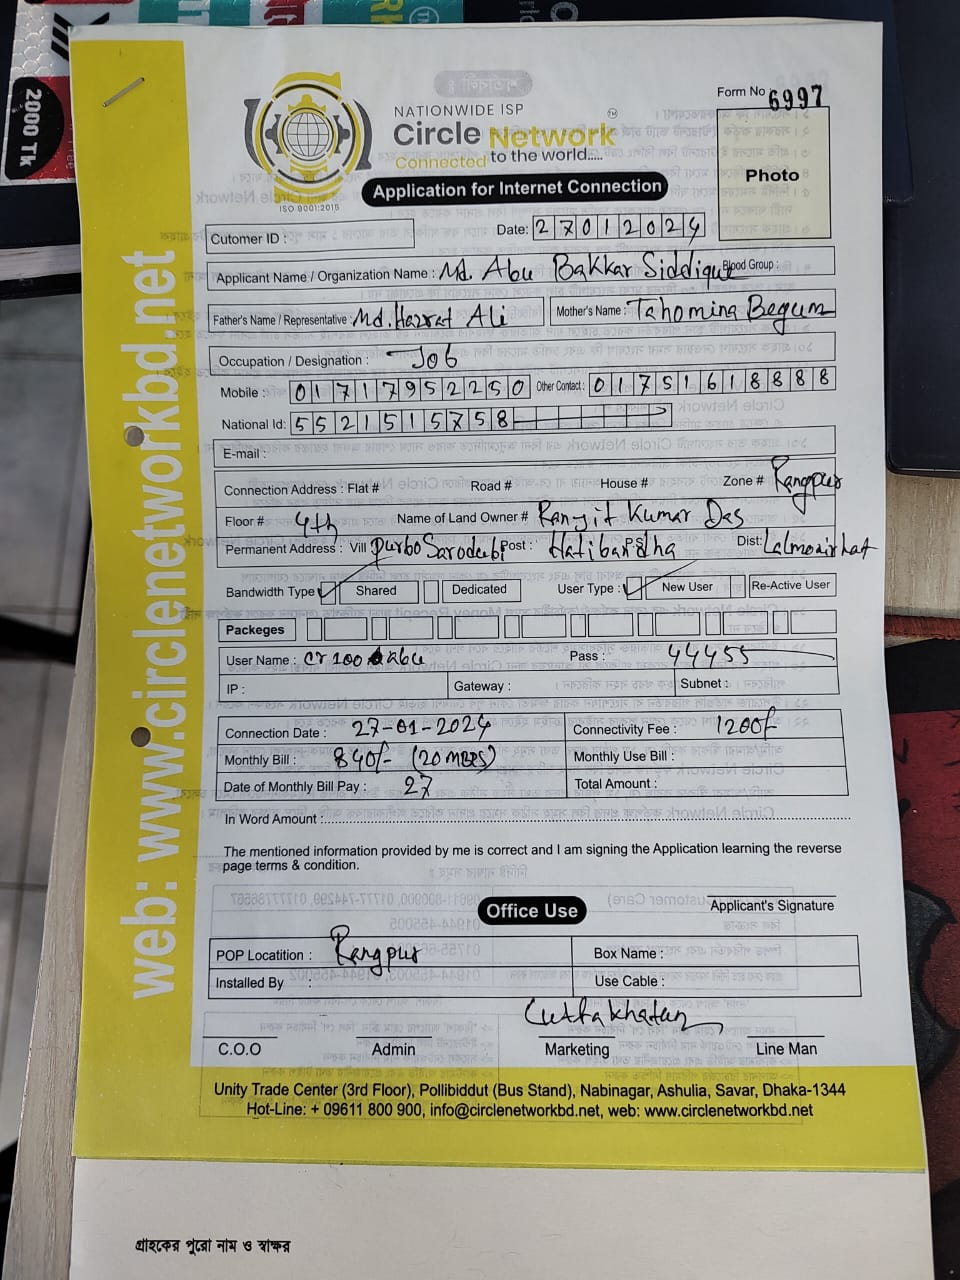 2000 Tk
Form No 6997
NATIONWIDE ISP
Circle Network
TM
Connected to the world.....
ISO 9001:2015
Photo
Application for Internet Connection
Cutomer ID :
Date: 27012024
Applicant Name / Organization Name : Md. Abu Bakkar Siddique Blood Group :
Father's Name / Representative : Md. Hazrat Ali Mother's Name : Tahomina Begum
Occupation / Designation : Job
Mobile : 01717952250 Other Contact : 01751618888
National Id: 5521515758
E-mail :
Connection Address : Flat # Road # House # Zone # Rangpur
Floor # 4th Name of Land Owner # Ranjit Kumar Das
Permanent Address : Vill Purbo Sarodubi Post : Hatibandha PS Dist: Lalmonirhat
Bandwidth Type : Shared Dedicated User Type : New User Re-Active User
Packeges
User Name : Pass : 44455
IP : Gateway : Subnet :
Connection Date : 27-01-2024 Connectivity Fee : 1200/-
Monthly Bill : 840/- (20 MBPS) Monthly Use Bill :
Date of Monthly Bill Pay : 27 Total Amount :
In Word Amount :
The mentioned information provided by me is correct and I am signing the Application learning the reverse
page terms & condition.
Applicant's Signature
Office Use
POP Locatition : Rangpur Box Name :
Installed By : Use Cable :
C.O.O Admin Marketing Line Man
Unity Trade Center (3rd Floor), Pollibiddut (Bus Stand), Nabinagar, Ashulia, Savar, Dhaka-1344
Hot-Line: + 09611 800 900, info@circlenetworkbd.net, web: www.circlenetworkbd.net
web: www.circlenetworkbd.net
গ্রাহকের পুরো নাম ও স্বাক্ষর